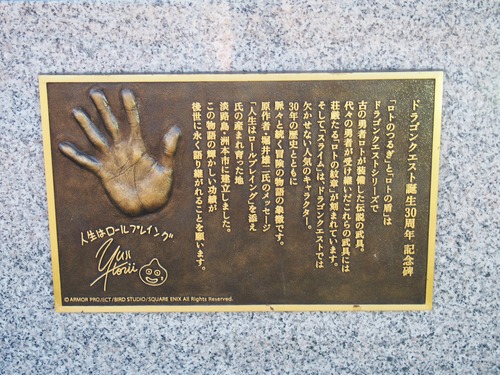 ドラゴンクエスト誕生30周年 記念碑
「ロトのつるぎ」と「ロトの盾」は
ドラゴンクエストシリーズで
古の勇者ロトが装備した伝説の武具。
代々の勇者が受け継いだこれらの武具には
荘厳たる「ロトの紋章」が刻まれています。
そして「スライム」は、ドラゴンクエストでは
欠かせない人気のキャラクター。
30年の歴史とともに
脈々と続く冒険の物語の象徴です。
原作者・堀井雄二氏のメッセージ
「人生はロールプレイング」を添え
氏が産まれ育った地
淡路島・洲本市に建立しました。
この物語の輝かしい功績が
後世に永く語り継がれることを願います。
人生はロールプレイング
Yuji
Horii
© ARMOR PROJECT/BIRD STUDIO/SQUARE ENIX All Rights Reserved.